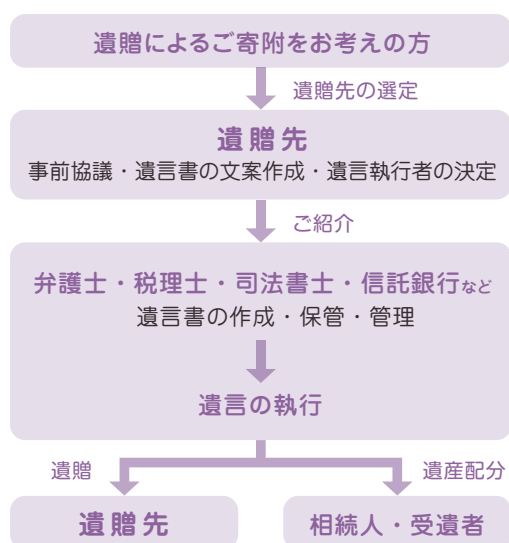 遺贈によるご寄附をお考えの方
遺贈先の選定
遺贈先
事前協議・遺言書の文案作成・遺言執行者の決定
ご紹介
弁護士・税理士・司法書士・信託銀行など
遺言書の作成・保管・管理
遺言の執行
遺贈
遺産配分
遺贈先
相続人・受遺者